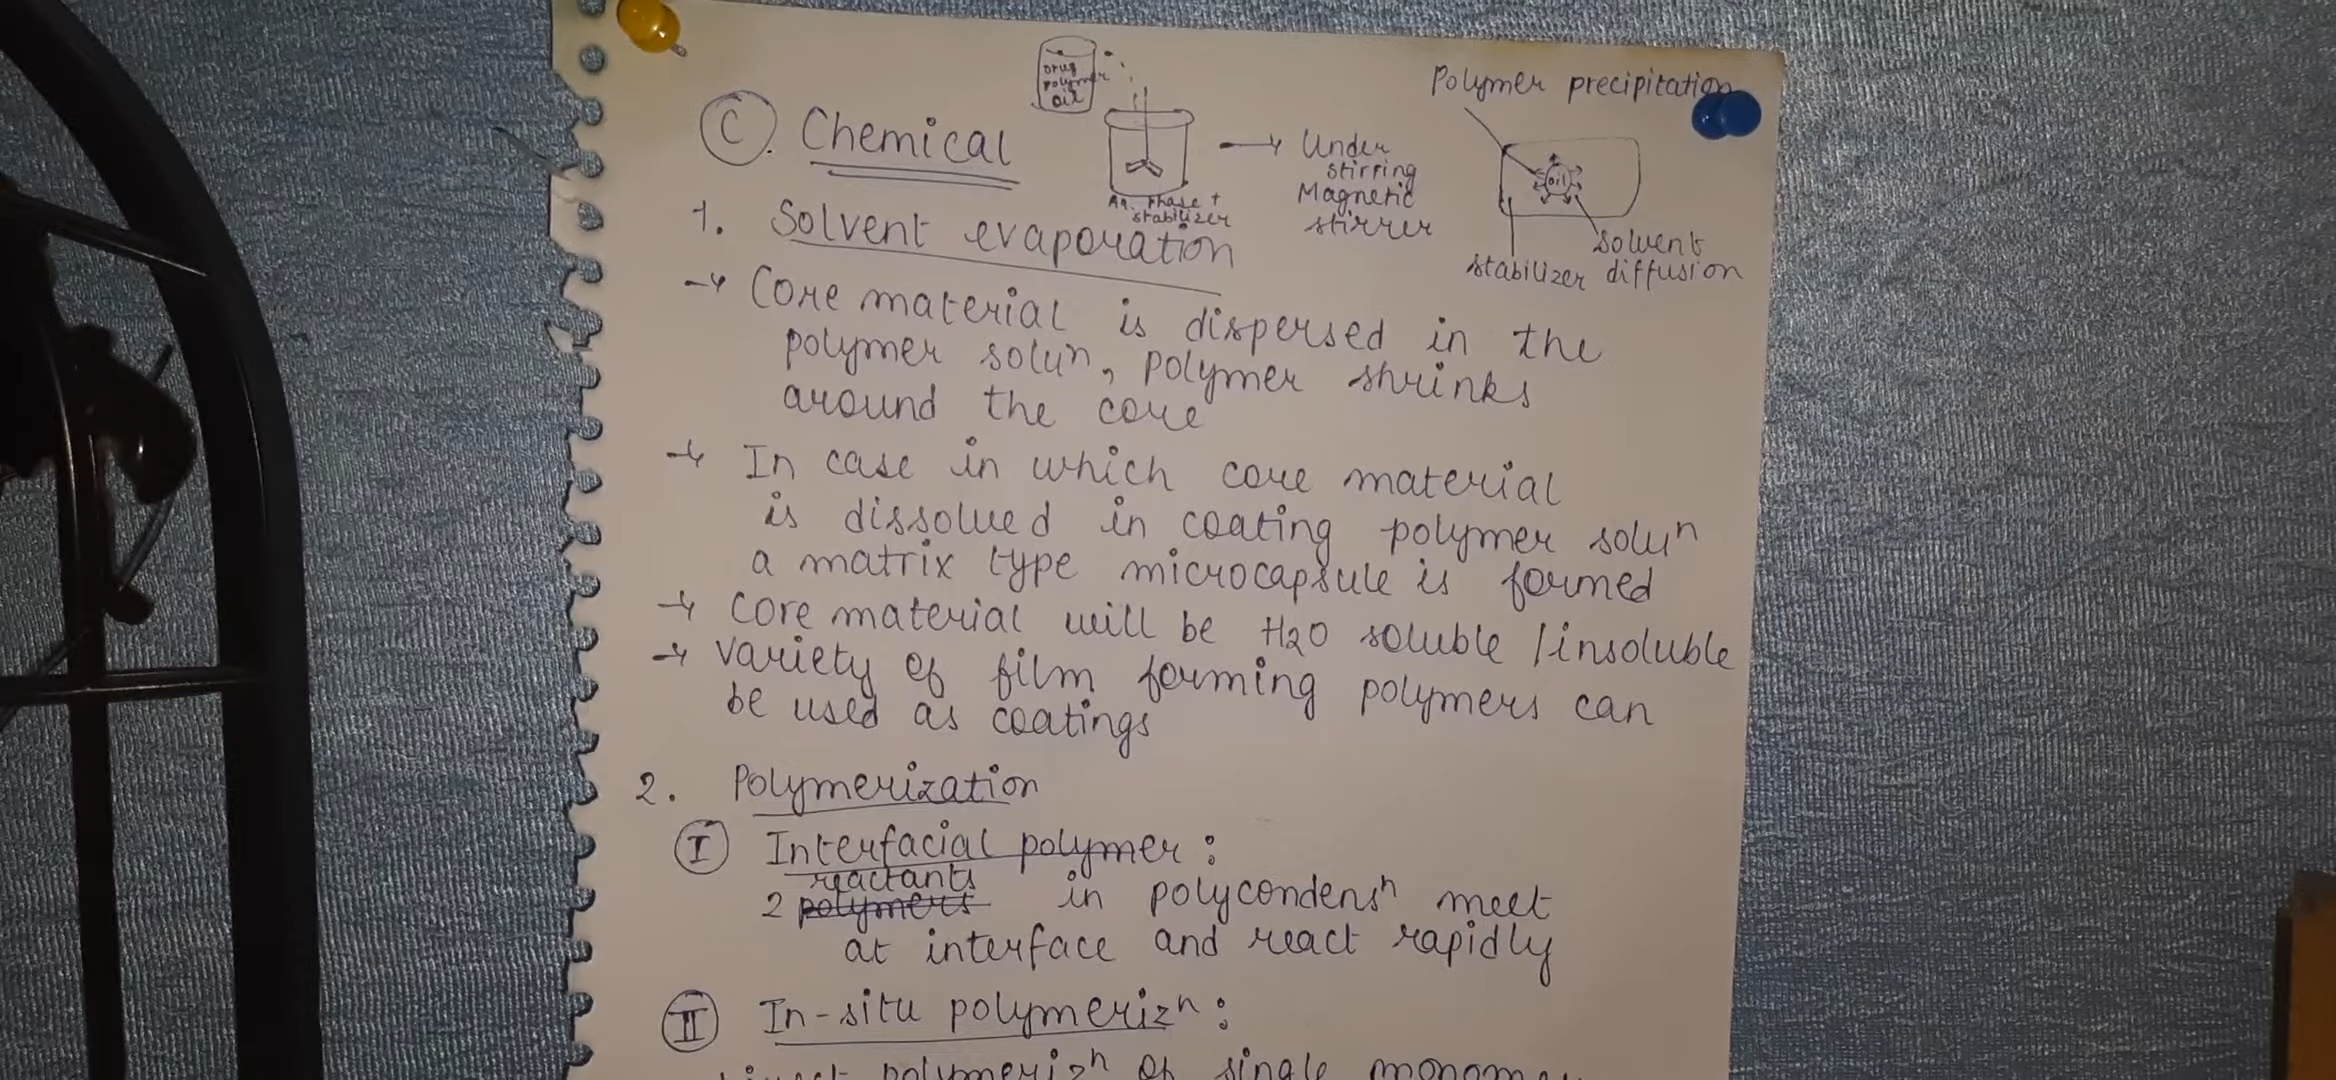 Drug
polymer
oil
Polymer precipitation
C. Chemical
Under
stirring
Magnetic
stirrer
oil
Aq. Phase +
stabilizer
Solvent
stabilizer diffusion
1. Solvent evaporation
→ Core material is dispersed in the
polymer soluⁿ, polymer shrinks
around the core
→ In case in which core material
is dissolved in coating polymer soluⁿ
a matrix type microcapsule is formed
→ Core material will be H2O soluble /insoluble
→ variety of film forming polymers can
be used as coatings
2. Polymerization
I Interfacial polymer:
reactants
2 polymers in polycondensⁿ meet
at interface and react rapidly
II In-situ polymerizⁿ:
polymerizⁿ of single